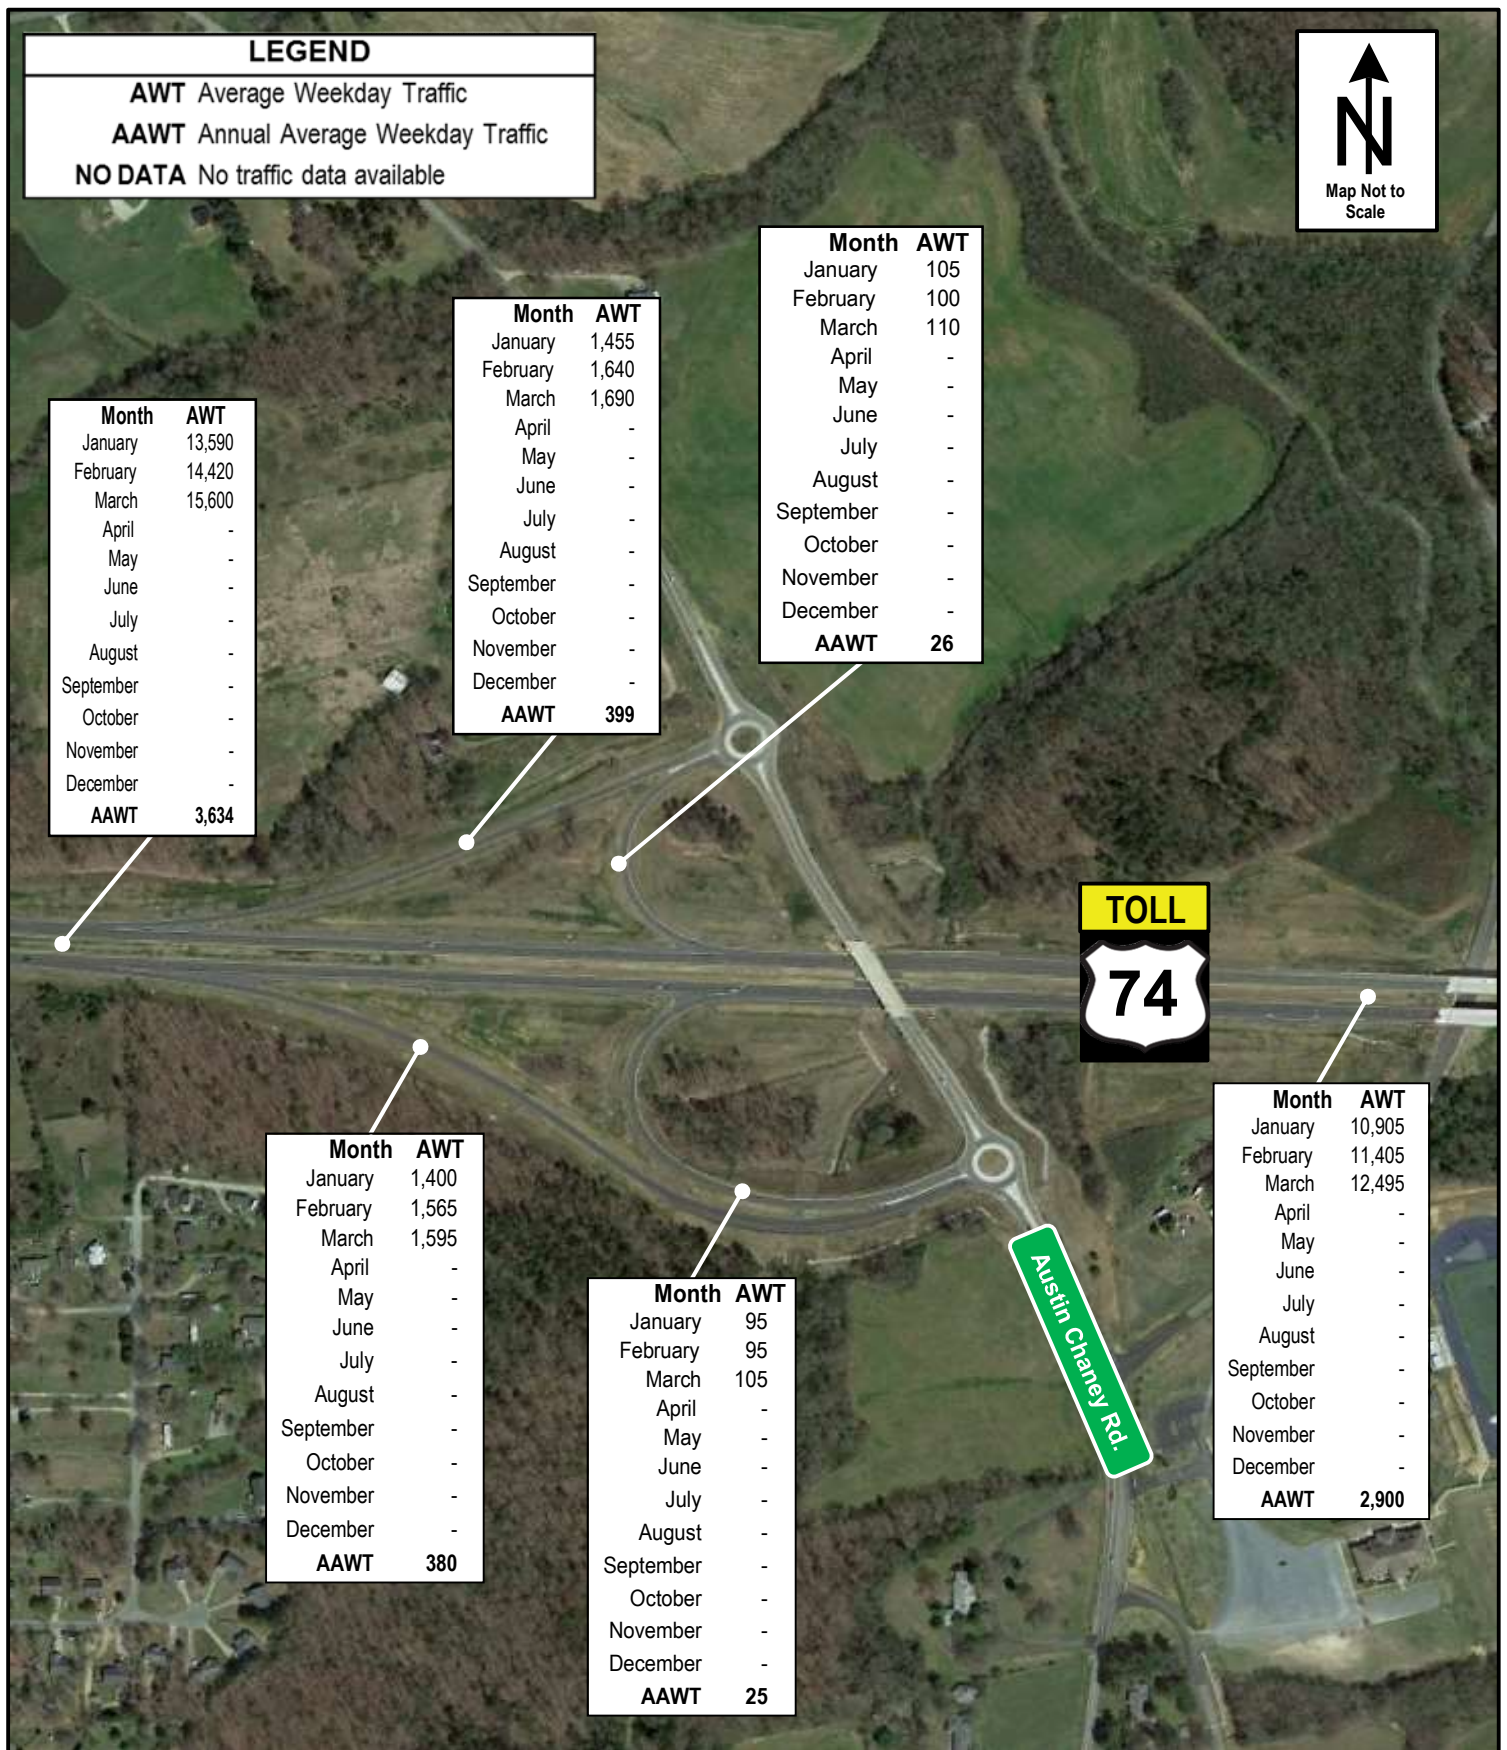 LEGEND
AWT Average Weekday Traffic
AAWT Annual Average Weekday Traffic
NO DATA No traffic data available
N
Map Not to
Scale
Month AWT
January 105
February 100
March 110
April -
May -
June -
July -
August -
September -
October -
November -
December -
AAWT 26
Month AWT
January 1,455
February 1,640
March 1,690
April -
May -
June -
July -
August -
September -
October -
November -
December -
AAWT 399
Month AWT
January 13,590
February 14,420
March 15,600
April -
May -
June -
July -
August -
September -
October -
November -
December -
AAWT 3,634
TOLL
74
Month AWT
January 10,905
February 11,405
March 12,495
April -
May -
June -
July -
August -
September -
October -
November -
December -
AAWT 2,900
Month AWT
January 1,400
February 1,565
March 1,595
April -
May -
June -
July -
August -
September -
October -
November -
December -
AAWT 380
Austin Chaney Rd.
Month AWT
January 95
February 95
March 105
April -
May -
June -
July -
August -
September -
October -
November -
December -
AAWT 25